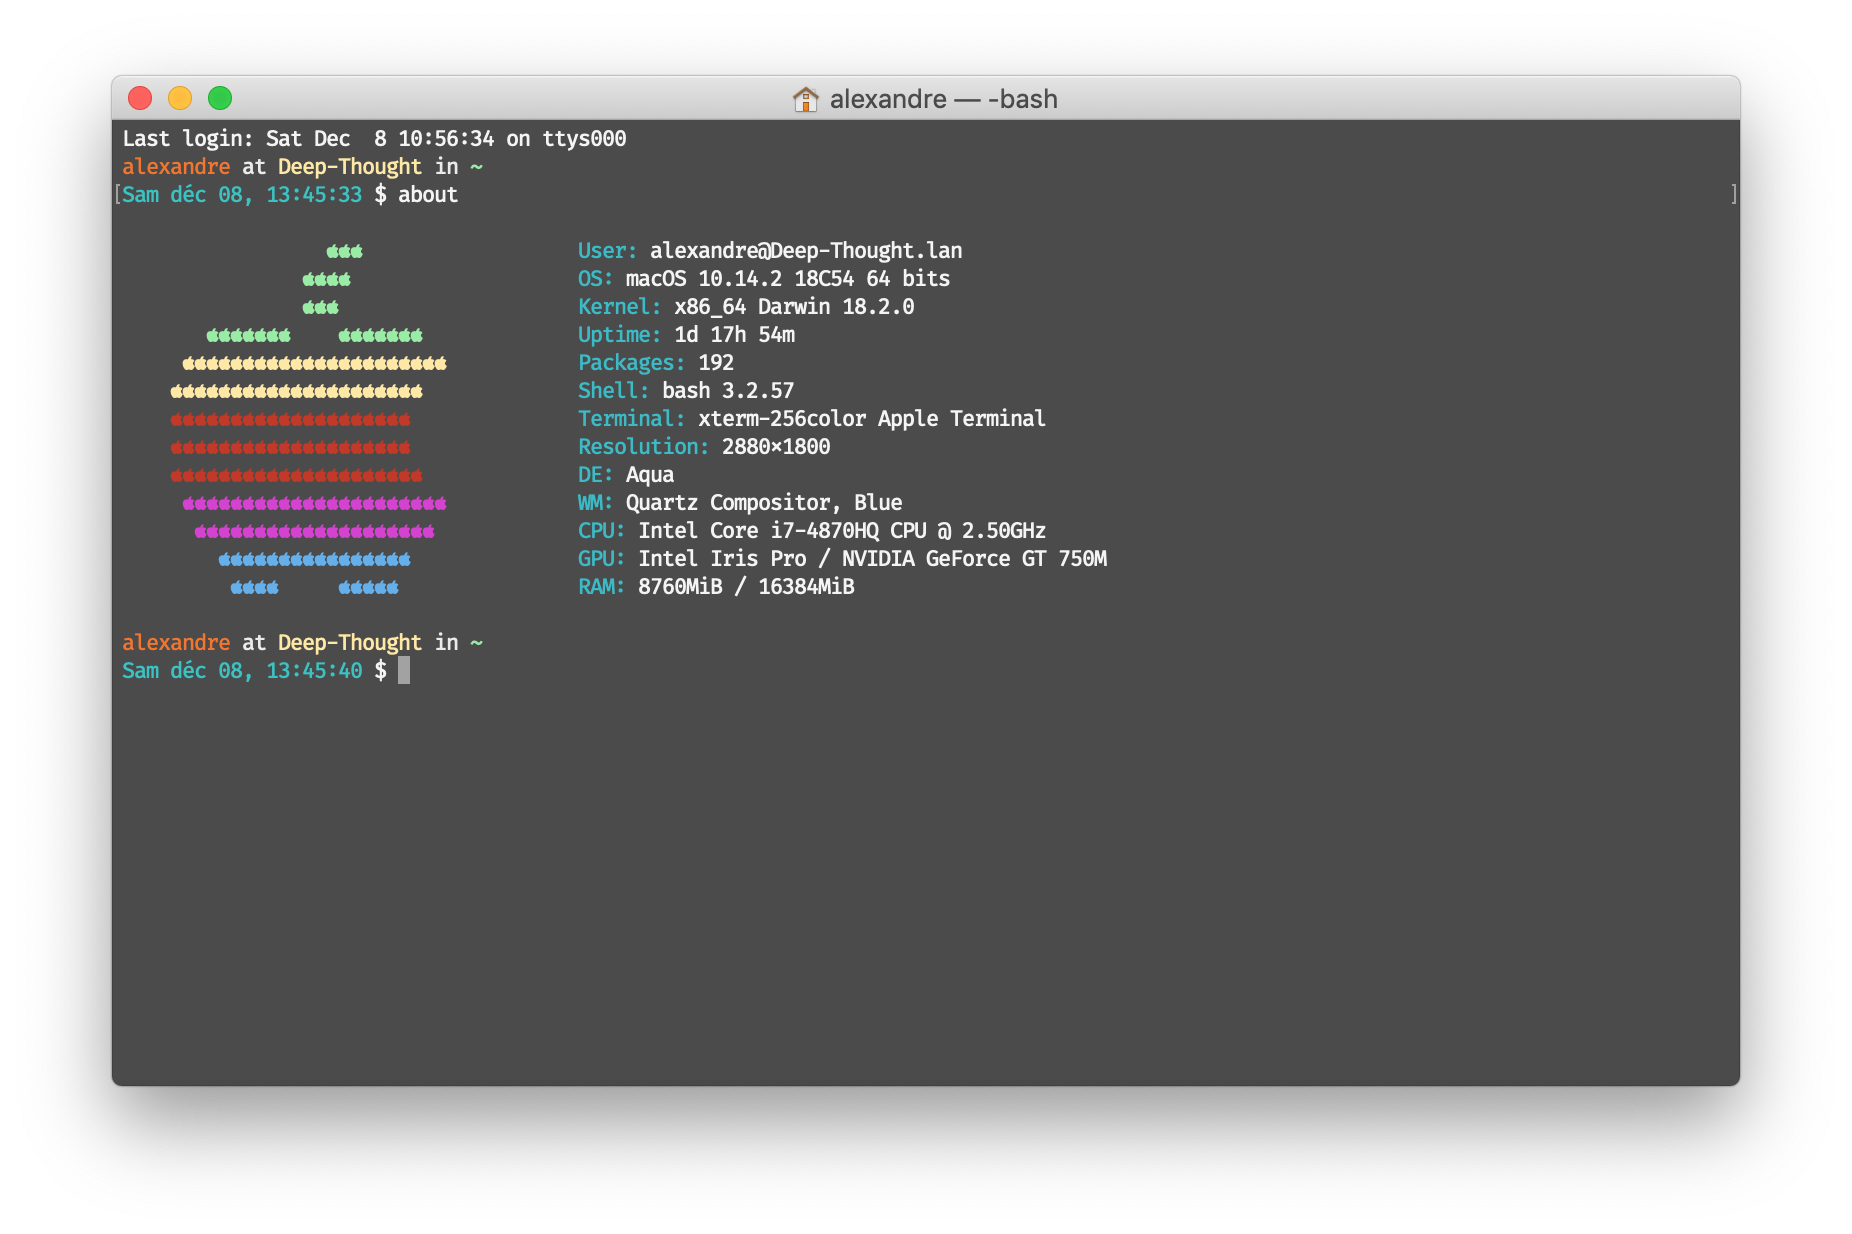 alexandre — -bash
Last login: Sat Dec  8 10:56:34 on ttys000
alexandre at Deep-Thought in ~
[Sam déc 08, 13:45:33 $ about ]
User: alexandre@Deep-Thought.lan
OS: macOS 10.14.2 18C54 64 bits
Kernel: x86_64 Darwin 18.2.0
Uptime: 1d 17h 54m
Packages: 192
Shell: bash 3.2.57
Terminal: xterm-256color Apple Terminal
Resolution: 2880×1800
DE: Aqua
WM: Quartz Compositor, Blue
CPU: Intel Core i7-4870HQ CPU @ 2.50GHz
GPU: Intel Iris Pro / NVIDIA GeForce GT 750M
RAM: 8760MiB / 16384MiB
alexandre at Deep-Thought in ~
Sam déc 08, 13:45:40 $